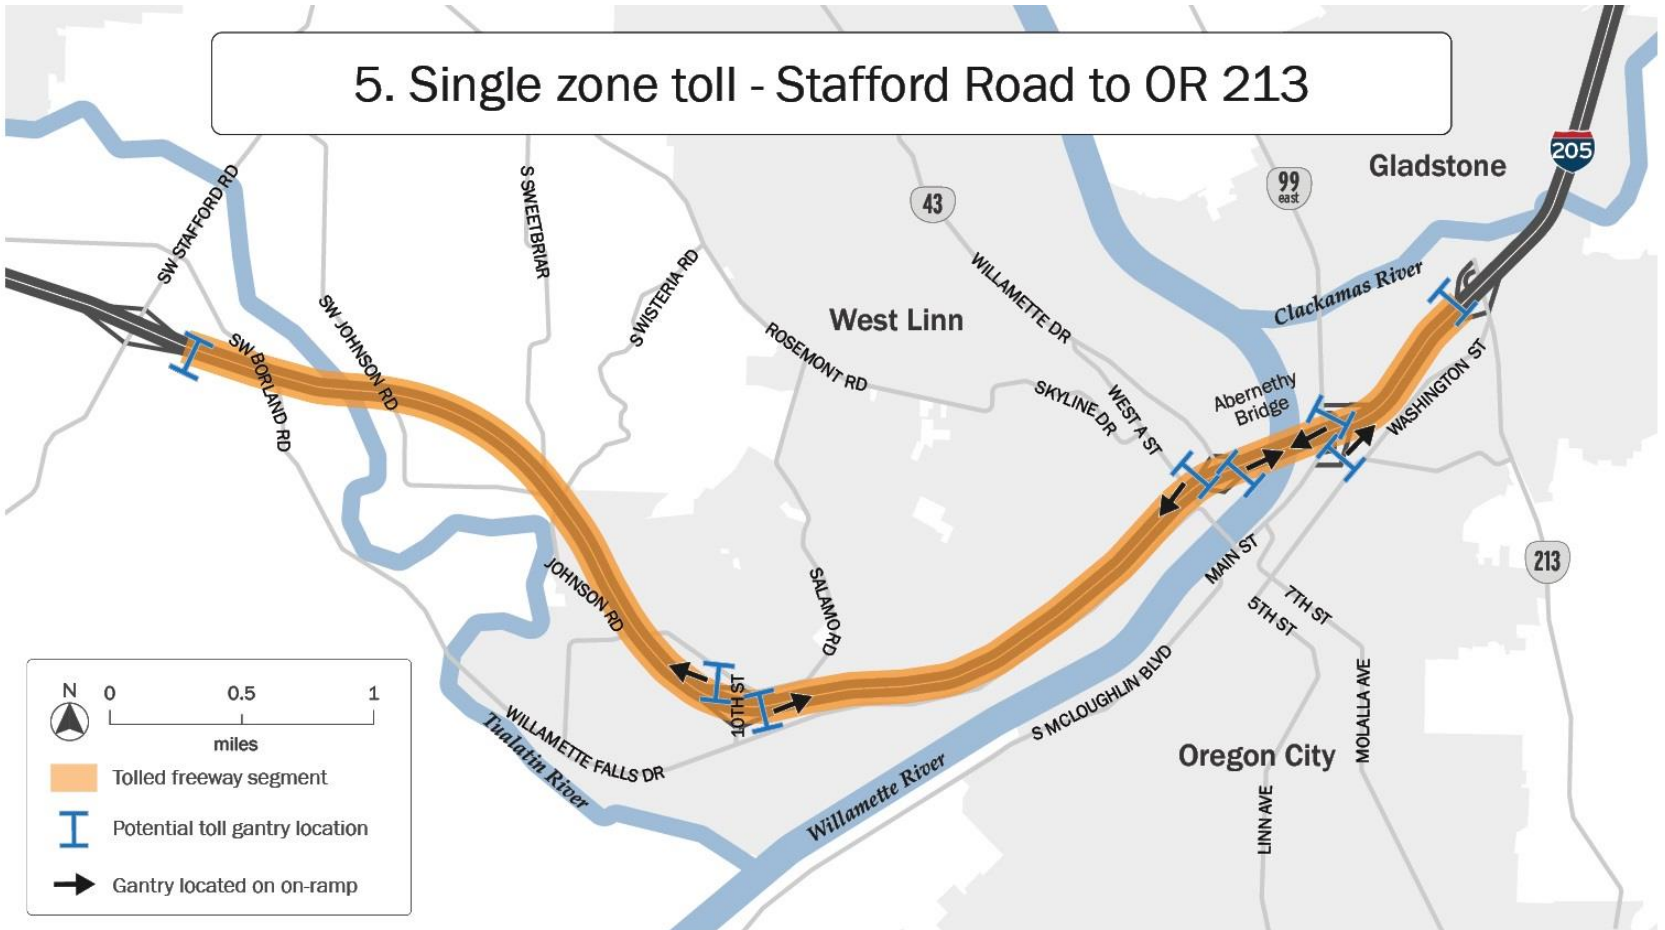 5. Single zone toll - Stafford Road to OR 213
205
Gladstone
99
east
43
SW STAFFORD RD
S SWEETBRIAR
S WISTERIA RD
SW JOHNSON RD
SW BORLAND RD
WILLAMETTE DR
West Linn
ROSEMONT RD
Clackamas River
SKYLINE DR
WEST A ST
Abernethy
Bridge
WASHINGTON ST
213
MAIN ST
7TH ST
5TH ST
JOHNSON RD
SALAMO RD
10TH ST
S MCLOUGHLIN BLVD
MOLALLA AVE
Oregon City
LINN AVE
WILLAMETTE FALLS DR
Tualatin River
Willamette River
N
0 0.5 1
miles
Tolled freeway segment
Potential toll gantry location
Gantry located on on-ramp